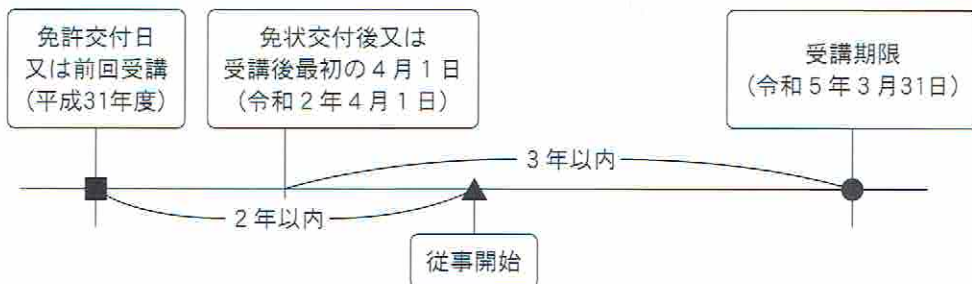 免許交付日
又は前回受講
（平成31年度）
免状交付後又は
受講後最初の４月１日
（令和２年４月１日）
受講期限
（令和５年３月31日）
３年以内
２年以内
従事開始